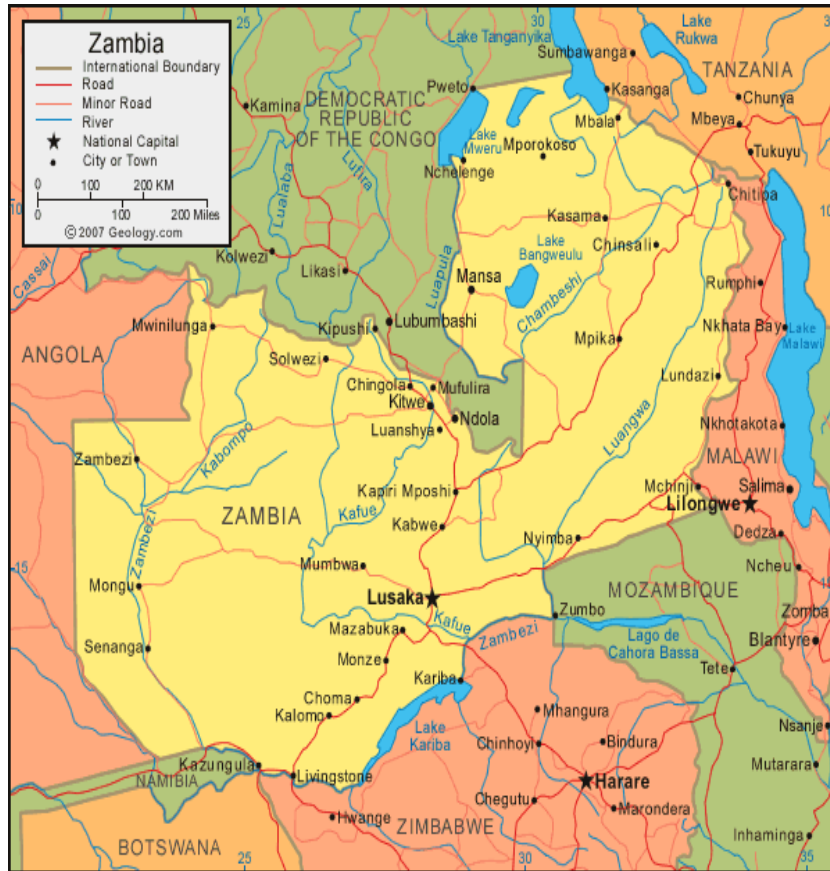 Zambia
International Boundary
Road
Minor Road
River
National Capital
City or Town
0 100 200 KM
0 100 200 Miles
© 2007 Geology.com
25
30
10
15
Lake Tanganyika
Lake
Rukwa
Sumbawanga
TANZANIA
Pweto
Kasanga
Chunya
Kamina
DEMOCRATIC
REPUBLIC
OF THE CONGO
Mbala
Mbeya
Lake
Mweru
Mporokoso
Tukuyu
Nchelenge
Lualaba
Lufira
Chitipa
Kasama
Chinsali
Kolwezi
Likasi
Luapula
Lake
Bangweulu
Cassai
Mansa
Chambeshi
Rumphi
Mwinilunga
Kipushi
Lubumbashi
Nkhata Bay
Lake
Malawi
ANGOLA
Solwezi
Mpika
Chingola
Mufulira
Lundazi
Kitwe
Ndola
Luanshya
Luangwa
Nkhotakota
Zambezi
Kabompo
MALAWI
Kapiri Mposhi
Mchinji
Salima
Lilongwe
ZAMBIA
Kafue
Kabwe
Zambezi
Nyimba
Dedza
Mumbwa
Ncheu
Mongu
MOZAMBIQUE
15
Lusaka
Zumbo
Zomba
Kafue
Mazabuka
Zambezi
Lago de
Cahora Bassa
Blantyre
Senanga
Monze
Kariba
Tete
Choma
Mhangura
Kalomo
Lake
Kariba
Chinhoyi
Bindura
Nsanje
Kazungula
Livingstone
Mutarara
NAMIBIA
Harare
Chegutu
Marondera
Hwange
ZIMBABWE
Inhaminga
BOTSWANA
25
30
35